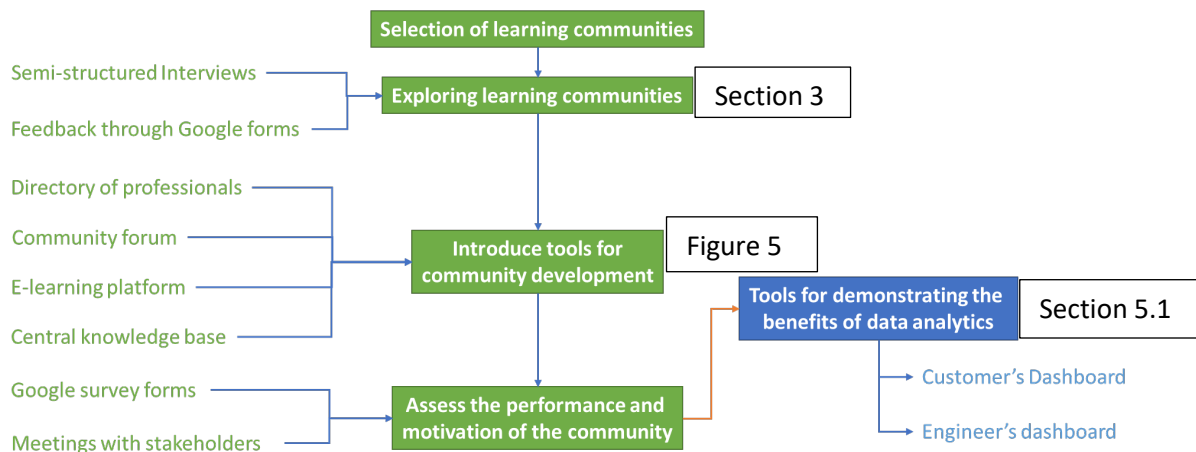 Selection of learning communities
Semi-structured Interviews
Exploring learning communities
Section 3
Feedback through Google forms
Directory of professionals
Community forum
Introduce tools for
community development
Figure 5
E-learning platform
Central knowledge base
Tools for demonstrating the
benefits of data analytics
Section 5.1
Google survey forms
Meetings with stakeholders
Assess the performance and
motivation of the community
Customer's Dashboard
Engineer's dashboard